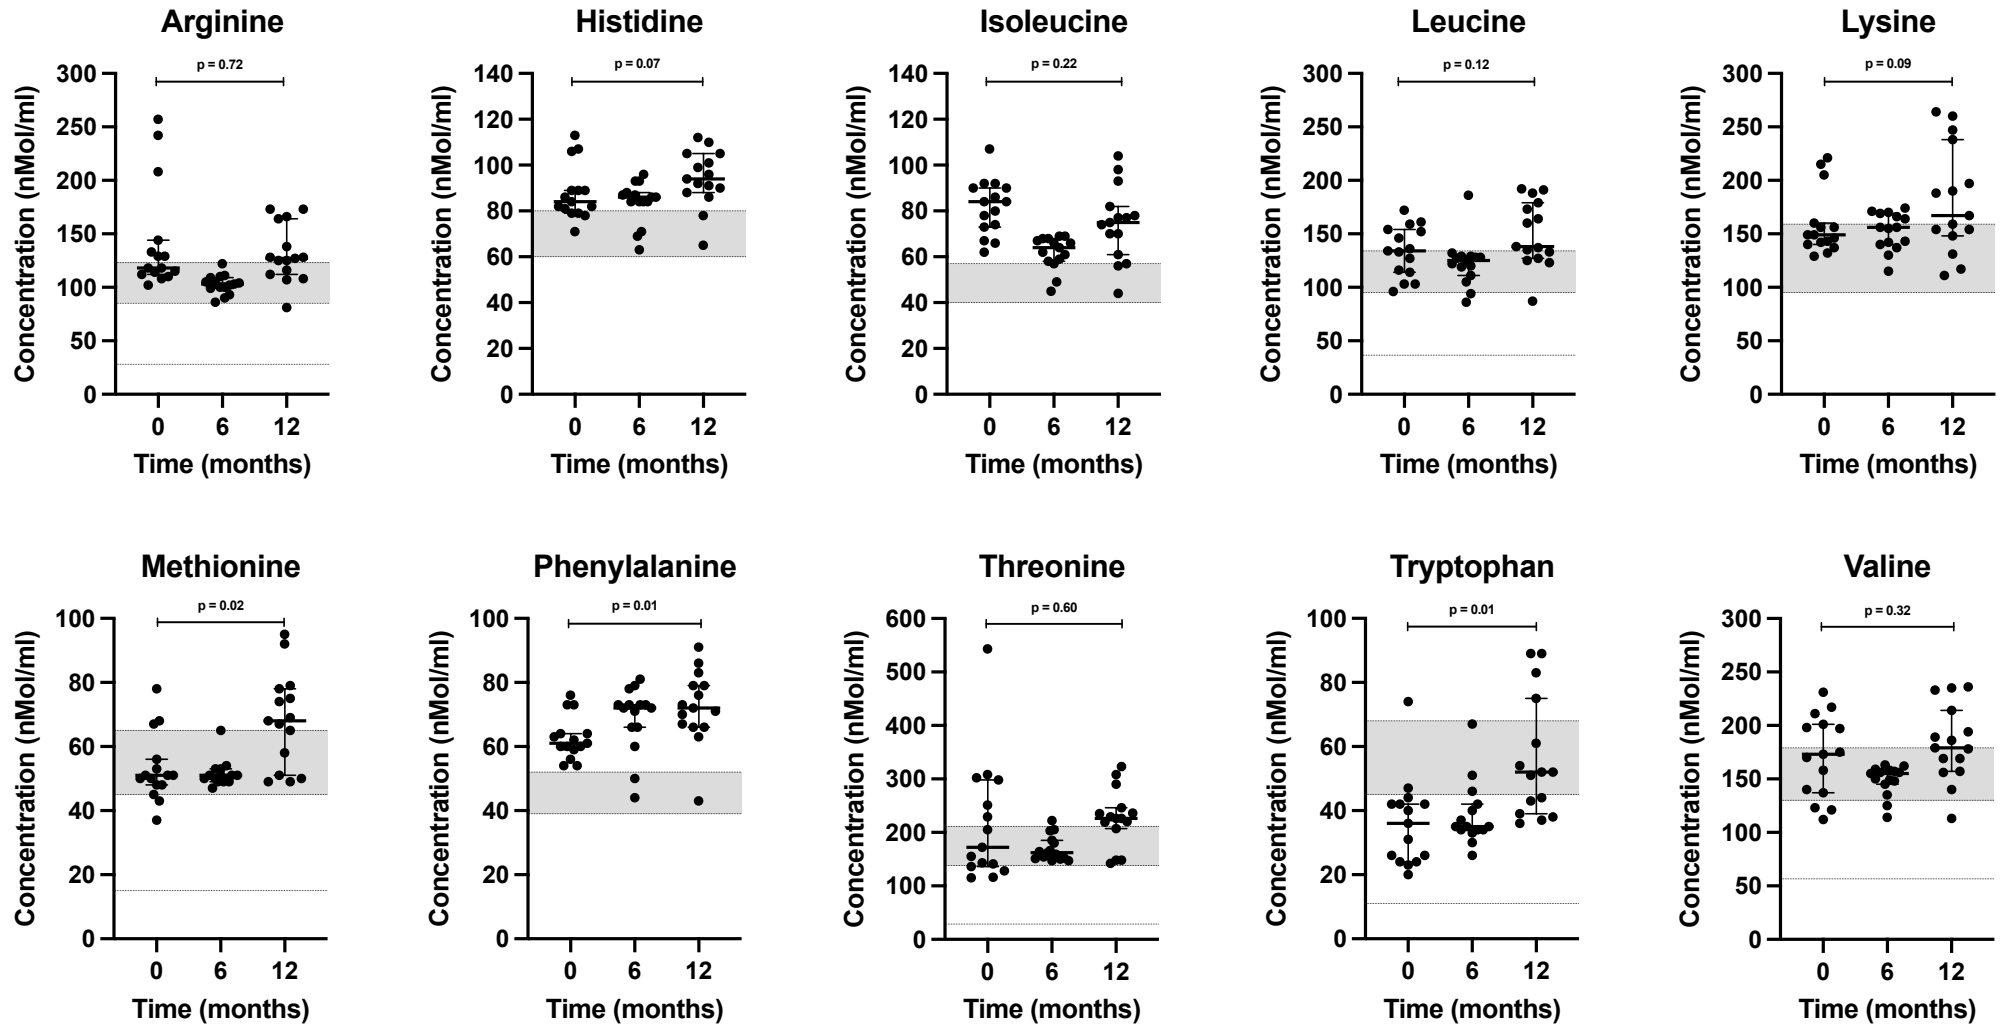 Arginine
p = 0.72
Concentration (nMol/ml)
300
250
200
150
100
50
0
0 6 12
Time (months)
Histidine
p = 0.07
Concentration (nMol/ml)
140
120
100
80
60
40
20
0
0 6 12
Time (months)
Isoleucine
p = 0.22
Concentration (nMol/ml)
140
120
100
80
60
40
20
0
0 6 12
Time (months)
Leucine
p = 0.12
Concentration (nMol/ml)
300
250
200
150
100
50
0
0 6 12
Time (months)
Lysine
p = 0.09
Concentration (nMol/ml)
300
250
200
150
100
50
0
0 6 12
Time (months)
Methionine
p = 0.02
Concentration (nMol/ml)
100
80
60
40
20
0
0 6 12
Time (months)
Phenylalanine
p = 0.01
Concentration (nMol/ml)
100
80
60
40
20
0
0 6 12
Time (months)
Threonine
p = 0.60
Concentration (nMol/ml)
600
500
400
300
200
100
0
0 6 12
Time (months)
Tryptophan
p = 0.01
Concentration (nMol/ml)
100
80
60
40
20
0
0 6 12
Time (months)
Valine
p = 0.32
Concentration (nMol/ml)
300
250
200
150
100
50
0
0 6 12
Time (months)